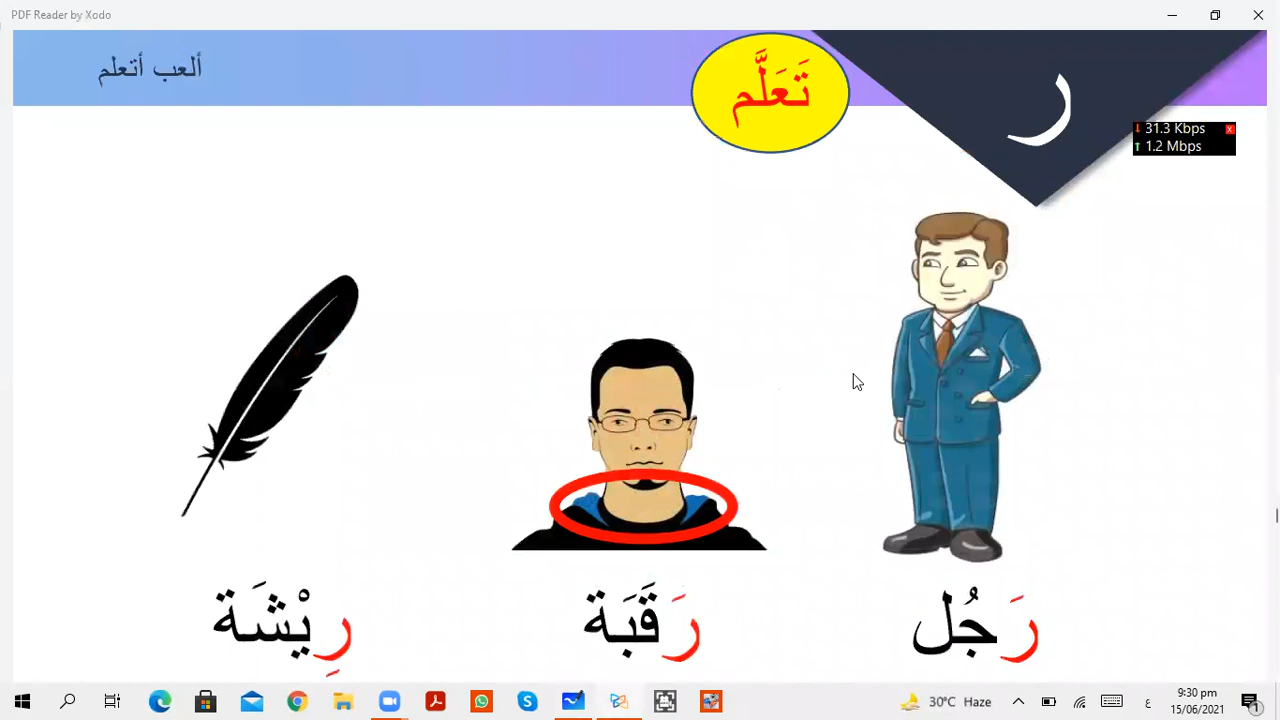 PDF Reader by Xodo
ألعب أتعلم
تَعَلَّم
ر
31.3 Kbps
x
1.2 Mbps
رَجُل
رَقَبَة
رِيْشَة
30°C Haze
ع
9:30 pm
15/06/2021
1